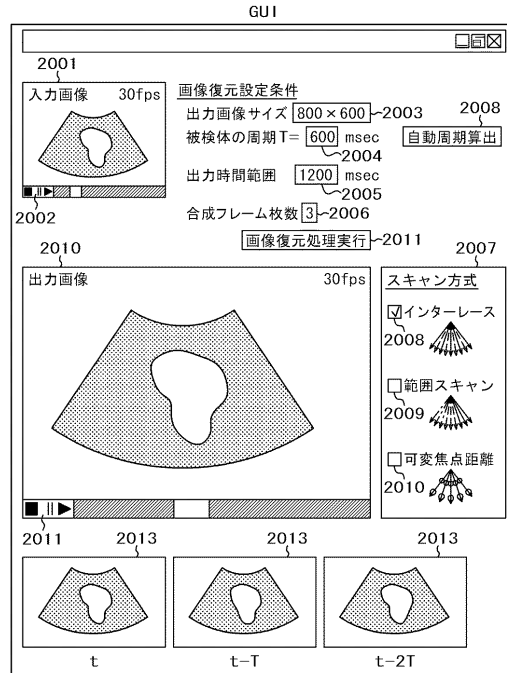 GUI
2001
入力画像 30fps
2002
画像復元設定条件
出力画像サイズ 800×600 2003
被検体の周期T= 600 msec
2004
2008
自動周期算出
出力時間範囲 1200 msec
2005
合成フレーム枚数 3 2006
画像復元処理実行 2011
2010
出力画像 30fps
2011
2007
スキャン方式
インターレース
2008
範囲スキャン
2009
可変焦点距離
2010
2013 2013 2013
t t-T t-2T